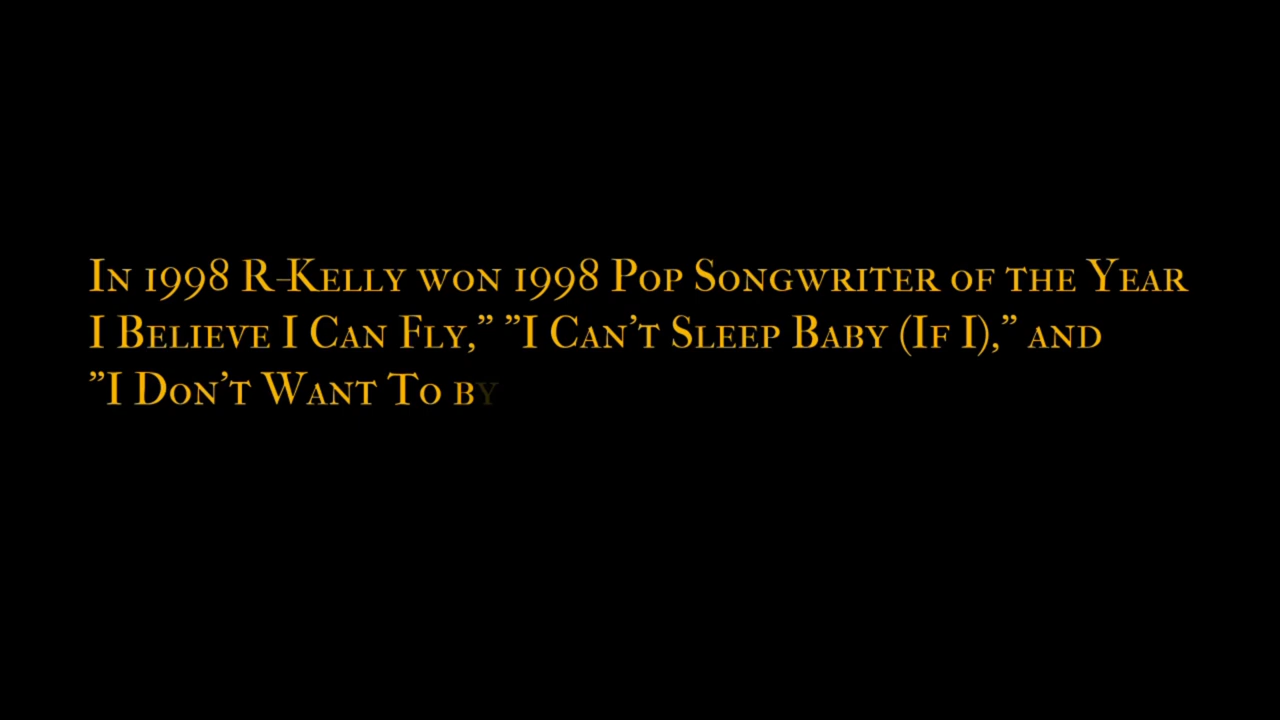 In 1998 R-Kelly won 1998 Pop Songwriter of the Year
I Believe I Can Fly,” ”I Can’t Sleep Baby (If I),” and
”I Don’t Want To by